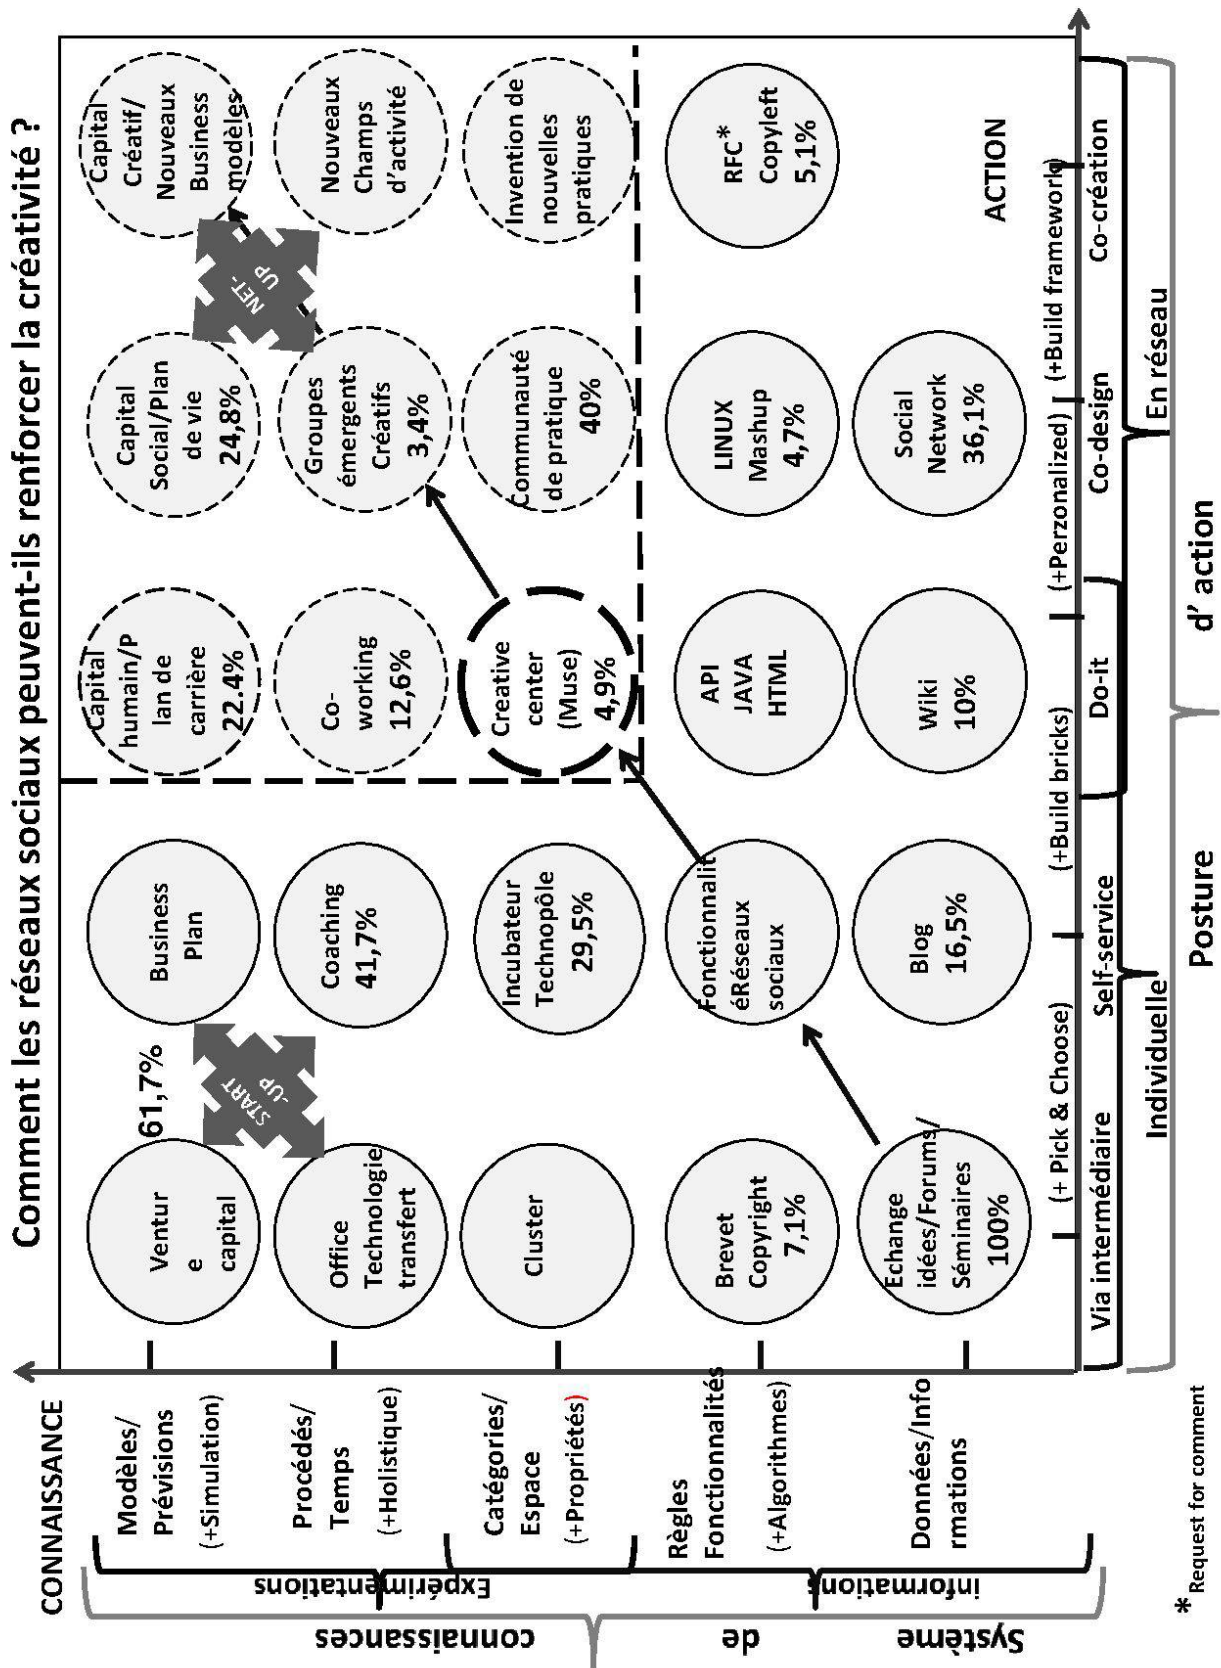 Comment les réseaux sociaux peuvent-ils renforcer la créativité ?
CONNAISSANCE
Modèles/
Prévisions
(+Simulation)
Ventur
e
capital
61,7%
START
-UP
Business
Plan
Capital
humain/P
lan de
carrière
22.4%
Capital
Social/Plan
de vie
24,8%
NET-
UP
Capital
Créatif/
Nouveaux
Business
modèles
Procédés/
Temps
(+Holistique)
Office
Technologie
transfert
Coaching
41,7%
Co-
working
12,6%
Groupes
émergents
Créatifs
3,4%
Nouveaux
Champs
d'activité
Catégories/
Espace
(+Propriétés)
Cluster
Incubateur
Technopôle
29,5%
Creative
center
(Muse)
4,9%
Communauté
de pratique
40%
Invention de
nouvelles
pratiques
Règles
Fonctionnalités
(+Algorithmes)
Brevet
Copyright
7,1%
Fonctionnalit
éRéseaux
sociaux
API
JAVA
HTML
LINUX
Mashup
4,7%
RFC*
Copyleft
5,1%
Données/Info
rmations
Echange
idées/Forums/
Séminaires
100%
Blog
16,5%
Wiki
10%
Social
Network
36,1%
ACTION
Expérimentations
informations
Système de connaissances
(+ Pick & Choose)
(+Build bricks)
(+Perzonalized)
(+Build framework)
Via intermédiaire
Self-service
Do-it
Co-design
Co-création
Individuelle
En réseau
Posture d' action
* Request for comment